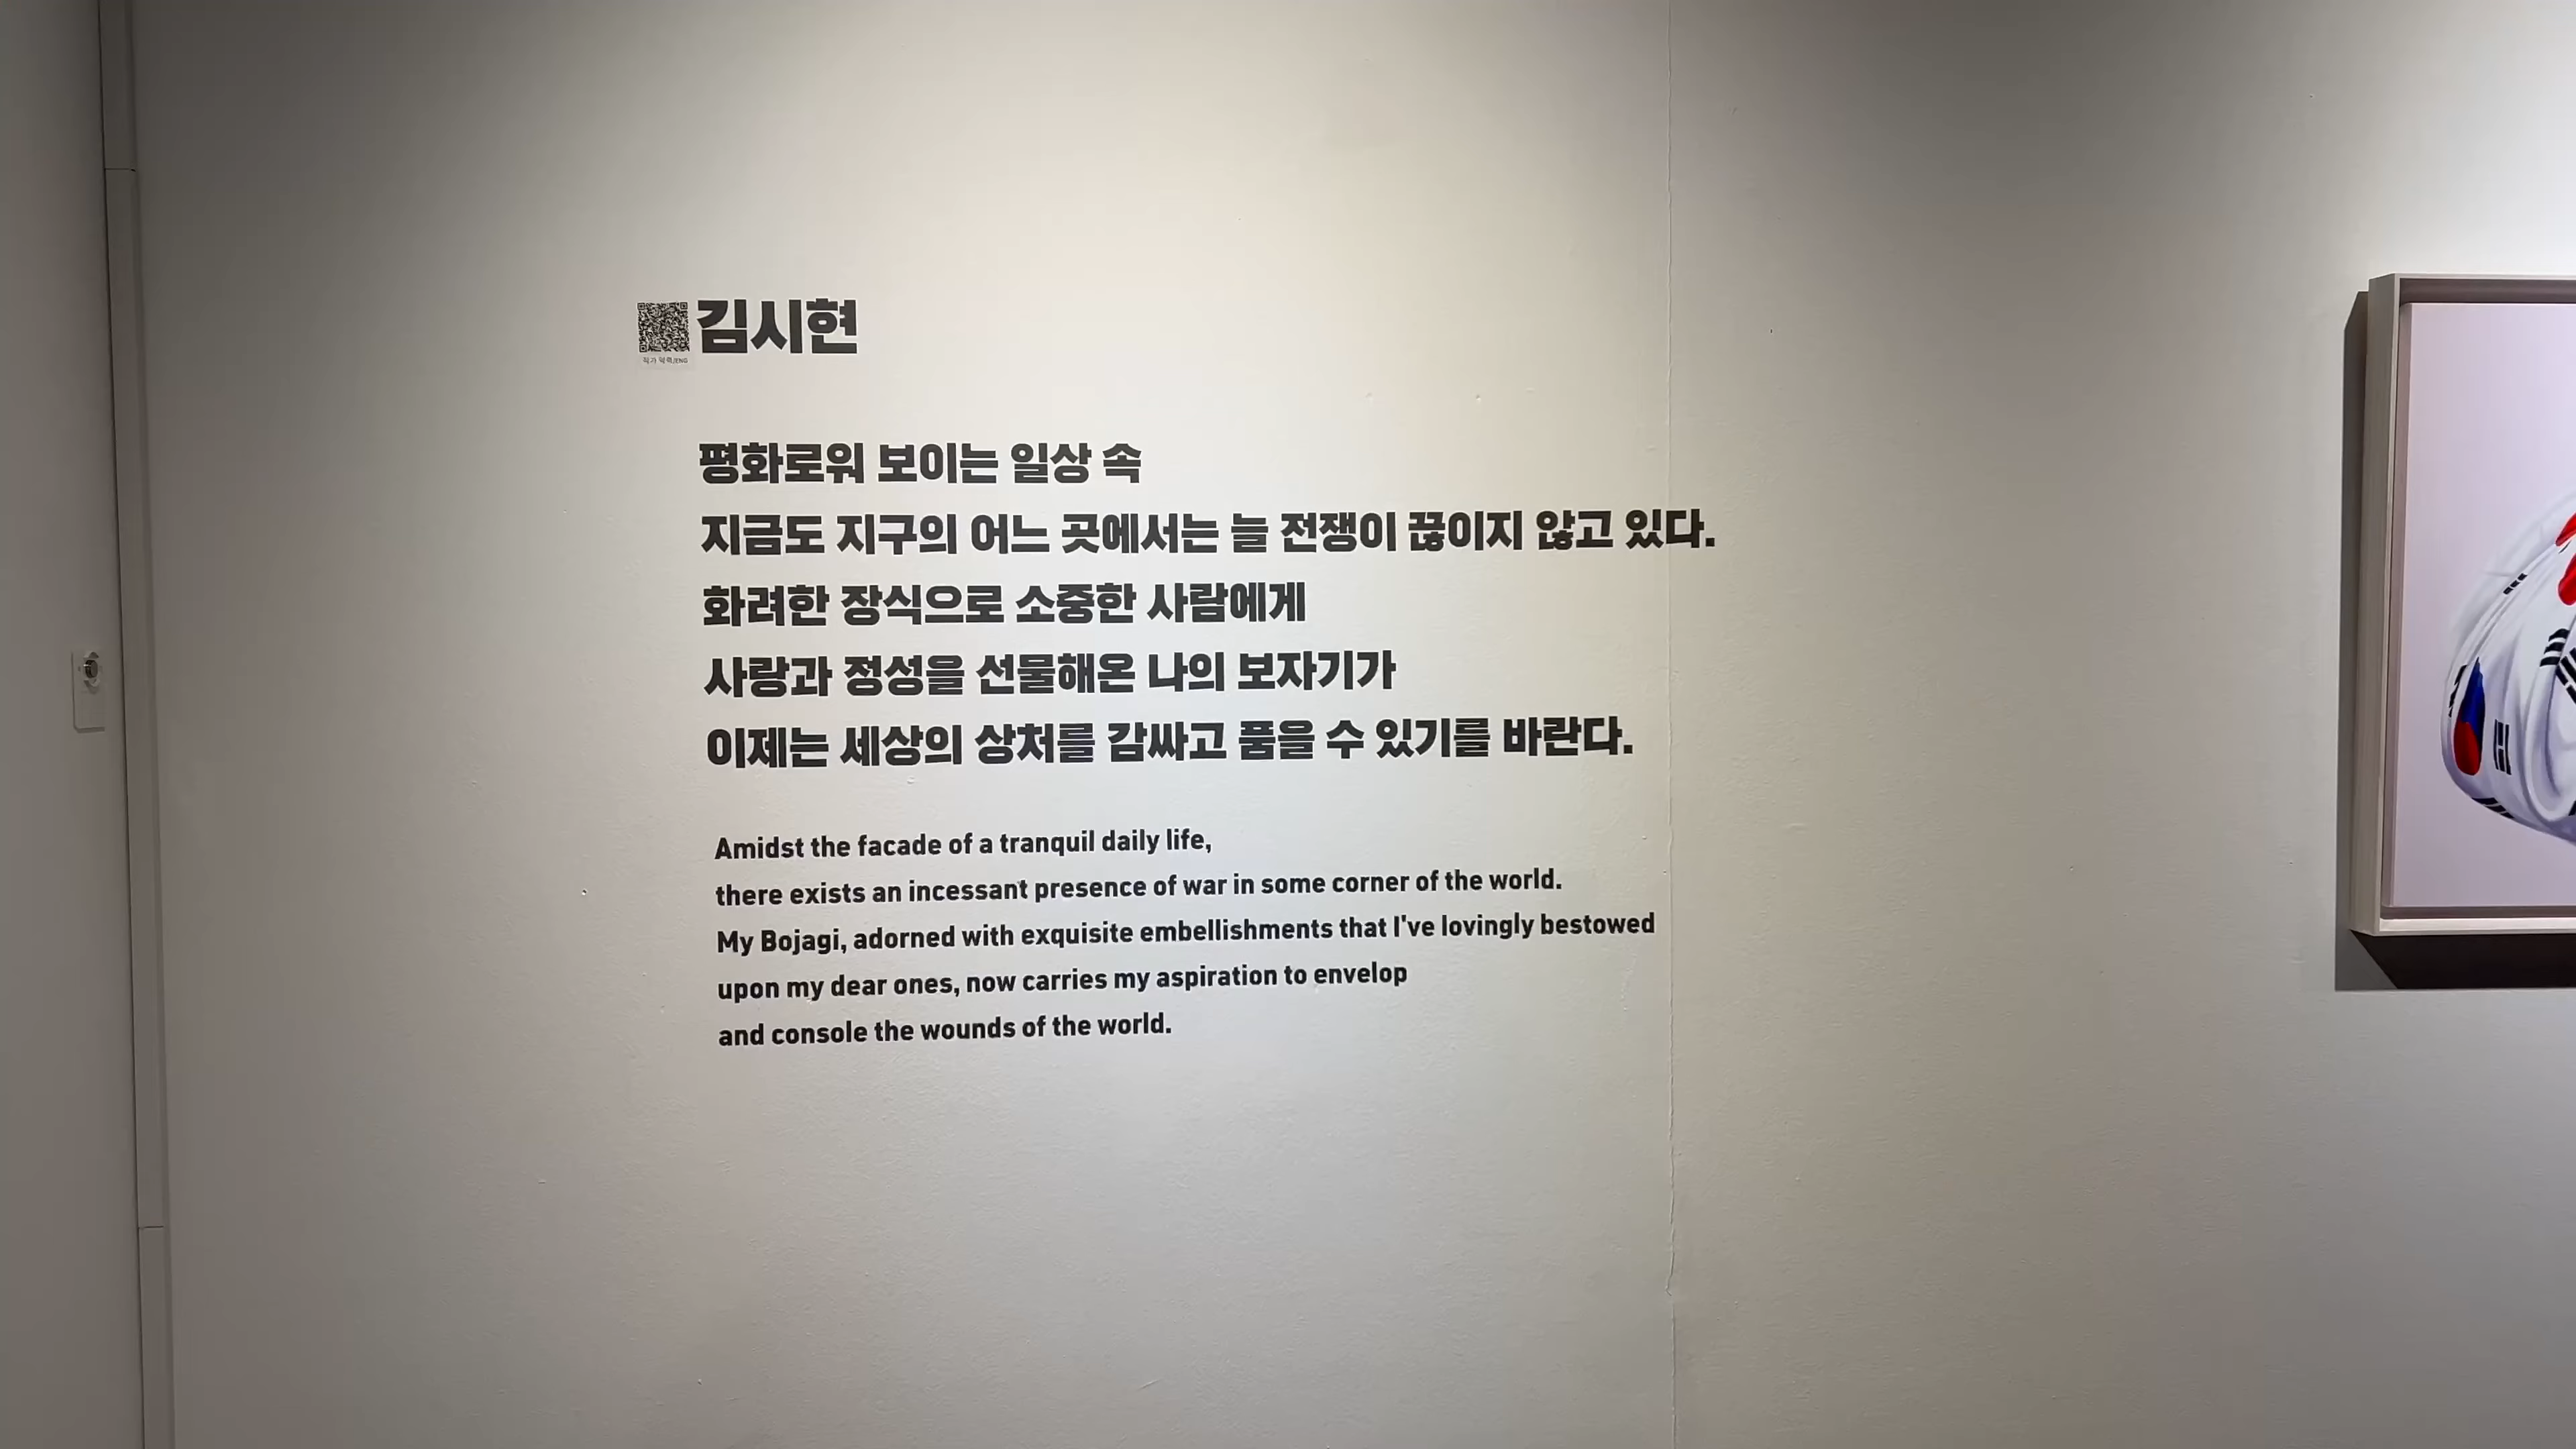 김시현
작가 약력/ENG
평화로워 보이는 일상 속
지금도 지구의 어느 곳에서는 늘 전쟁이 끊이지 않고 있다.
화려한 장식으로 소중한 사람에게
사랑과 정성을 선물해온 나의 보자기가
이제는 세상의 상처를 감싸고 품을 수 있기를 바란다.
Amidst the facade of a tranquil daily life,
there exists an incessant presence of war in some corner of the world.
My Bojagi, adorned with exquisite embellishments that I've lovingly bestowed
upon my dear ones, now carries my aspiration to envelop
and console the wounds of the world.